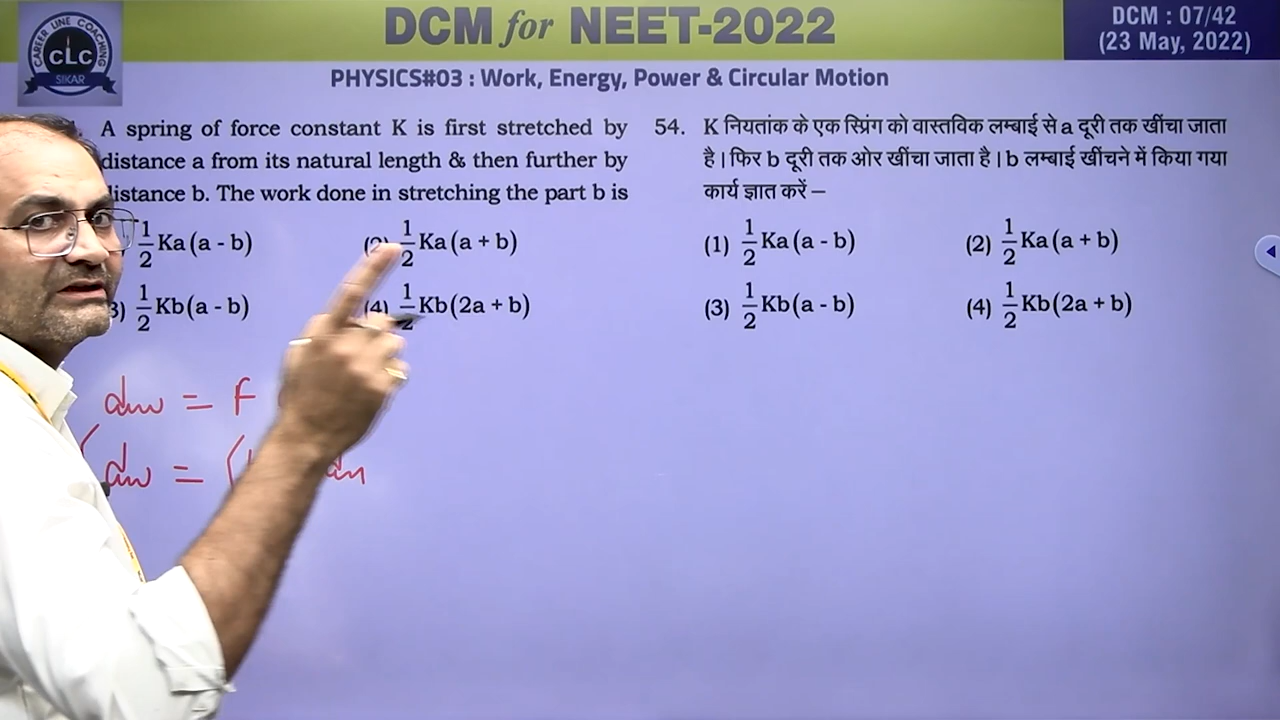 DCM for NEET-2022
DCM : 07/42
(23 May, 2022)
CAREER LINE COACHING
CLC
SIKAR
PHYSICS#03 : Work, Energy, Power & Circular Motion
A spring of force constant K is first stretched by
distance a from its natural length & then further by
distance b. The work done in stretching the part b is
1/2 Ka(a - b) (2) 1/2 Ka(a + b)
3) 1/2 Kb(a - b) (4) 1/2 Kb(2a + b)
54. K नियतांक के एक स्प्रिंग को वास्तविक लम्बाई से a दूरी तक खींचा जाता
है। फिर b दूरी तक ओर खींचा जाता है। b लम्बाई खींचने में किया गया
कार्य ज्ञात करें –
(1) 1/2 Ka(a - b) (2) 1/2 Ka(a + b)
(3) 1/2 Kb(a - b) (4) 1/2 Kb(2a + b)
dw = F
∫dw = ∫